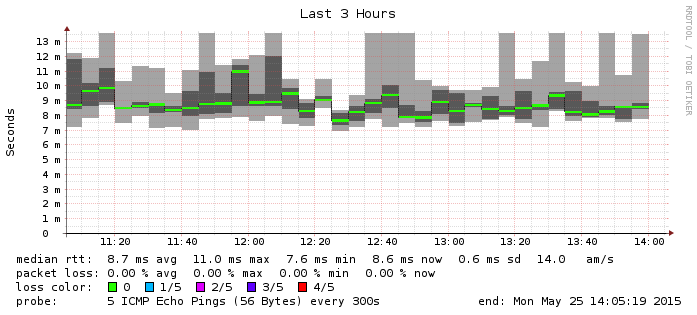 Last 3 Hours
RRDTOOL / TOBI OETIKER
Seconds
13 m
12 m
11 m
10 m
9 m
8 m
7 m
6 m
5 m
4 m
3 m
2 m
1 m
0
11:20 11:40 12:00 12:20 12:40 13:00 13:20 13:40 14:00
median rtt: 8.7 ms avg 11.0 ms max 7.6 ms min 8.6 ms now 0.6 ms sd 14.0 am/s
packet loss: 0.00 % avg 0.00 % max 0.00 % min 0.00 % now
loss color: 0 1/5 2/5 3/5 4/5
probe: 5 ICMP Echo Pings (56 Bytes) every 300s end: Mon May 25 14:05:19 2015